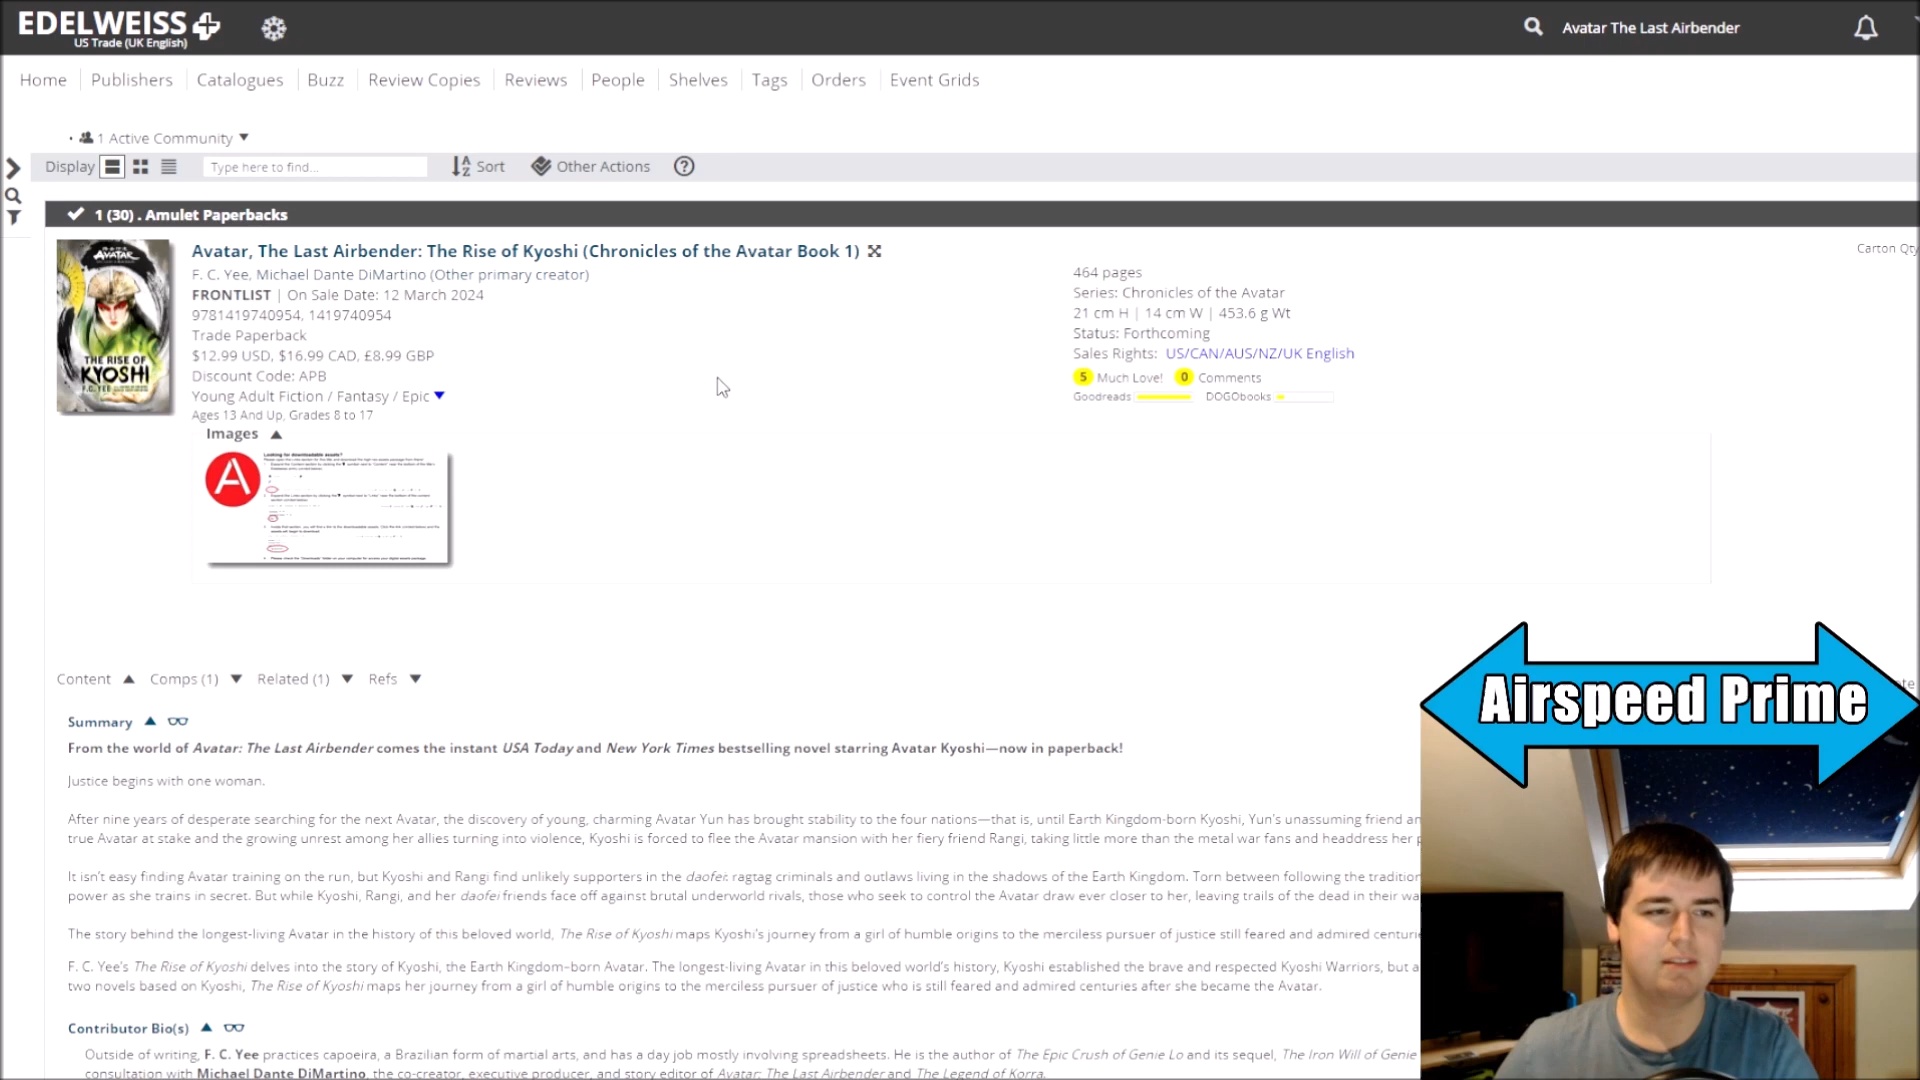 EDELWEISS+
US Trade (UK English)
Avatar The Last Airbender
Home
Publishers
Catalogues
Buzz
Review Copies
Reviews
People
Shelves
Tags
Orders
Event Grids
1 Active Community
Display
Type here to find...
Sort
Other Actions
1 (30) . Amulet Paperbacks
Avatar, The Last Airbender: The Rise of Kyoshi (Chronicles of the Avatar Book 1)
F. C. Yee, Michael Dante DiMartino (Other primary creator)
FRONTLIST | On Sale Date: 12 March 2024
9781419740954, 1419740954
Trade Paperback
$12.99 USD, $16.99 CAD, £8.99 GBP
Discount Code: APB
Young Adult Fiction / Fantasy / Epic
Ages 13 And Up, Grades 8 to 17
AVATAR
THE RISE OF
KYOSHI
F.C. YEE
Carton Qty
464 pages
Series: Chronicles of the Avatar
21 cm H | 14 cm W | 453.6 g Wt
Status: Forthcoming
Sales Rights: US/CAN/AUS/NZ/UK English
5 Much Love! 0 Comments
Goodreads DOGObooks
Images
A
Looking for downloadable assets?
Content
Comps (1)
Related (1)
Refs
Airspeed Prime
Summary
From the world of Avatar: The Last Airbender comes the instant USA Today and New York Times bestselling novel starring Avatar Kyoshi—now in paperback!
Justice begins with one woman.
After nine years of desperate searching for the next Avatar, the discovery of young, charming Avatar Yun has brought stability to the four nations—that is, until Earth Kingdom-born Kyoshi, Yun's unassuming friend an
true Avatar at stake and the growing unrest among her allies turning into violence, Kyoshi is forced to flee the Avatar mansion with her fiery friend Rangi, taking little more than the metal war fans and headdress her p
It isn't easy finding Avatar training on the run, but Kyoshi and Rangi find unlikely supporters in the daofei: ragtag criminals and outlaws living in the shadows of the Earth Kingdom. Torn between following the tradition
power as she trains in secret. But while Kyoshi, Rangi, and her daofei friends face off against brutal underworld rivals, those who seek to control the Avatar draw ever closer to her, leaving trails of the dead in their wa
The story behind the longest-living Avatar in the history of this beloved world, The Rise of Kyoshi maps Kyoshi's journey from a girl of humble origins to the merciless pursuer of justice still feared and admired centurie
F. C. Yee's The Rise of Kyoshi delves into the story of Kyoshi, the Earth Kingdom–born Avatar. The longest-living Avatar in this beloved world's history, Kyoshi established the brave and respected Kyoshi Warriors, but a
two novels based on Kyoshi, The Rise of Kyoshi maps her journey from a girl of humble origins to the merciless pursuer of justice who is still feared and admired centuries after she became the Avatar.
Contributor Bio(s)
Outside of writing, F. C. Yee practices capoeira, a Brazilian form of martial arts, and has a day job mostly involving spreadsheets. He is the author of The Epic Crush of Genie Lo and its sequel, The Iron Will of Genie
consultation with Michael Dante DiMartino, the co-creator, executive producer, and story editor of Avatar: The Last Airbender and The Legend of Korra.